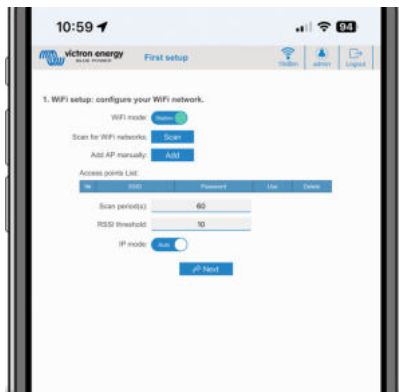 10:59
94
victron energy
BLUE POWER
First setup
admin
Logout
1. WiFi setup: configure your WiFi network.
WiFi mode: Station
Scan for WiFi networks: Scan
Add AP manually: Add
Access points List:
№ SSID Password Use Delete
Scan period(s): 60
RSSI threshold: 10
IP mode: Auto
Next